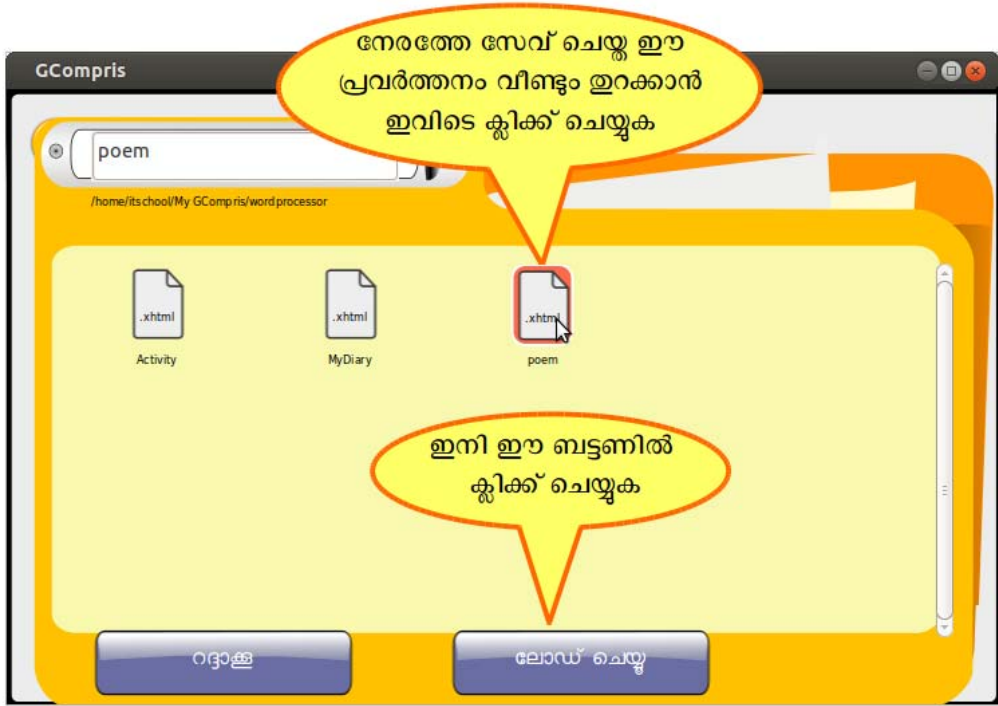 നേരത്തേ സേവ് ചെയ്ത ഈ
പ്രവർത്തനം വീണ്ടും തുറക്കാൻ
ഇവിടെ ക്ലിക്ക് ചെയ്യുക
GCompris
poem
/home/itschool/My GCompris/wordprocessor
.xhtml
.xhtml
.xhtml
Activity
MyDiary
poem
ഇനി ഈ ബട്ടണിൽ
ക്ലിക്ക് ചെയ്യുക
റദ്ദാക്കൂ
ലോഡ് ചെയ്യൂ